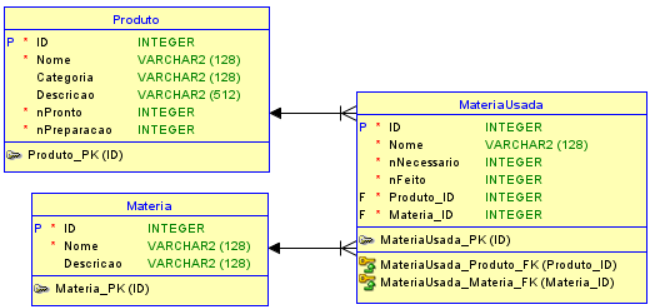 Produto
P * ID INTEGER
* Nome VARCHAR2 (128)
Categoria VARCHAR2 (128)
Descricao VARCHAR2 (512)
* nPronto INTEGER
* nPreparacao INTEGER
Produto_PK (ID)
Materia
P * ID INTEGER
* Nome VARCHAR2 (128)
Descricao VARCHAR2 (128)
Materia_PK (ID)
MateriaUsada
P * ID INTEGER
* Nome VARCHAR2 (128)
* nNecessario INTEGER
* nFeito INTEGER
F * Produto_ID INTEGER
F * Materia_ID INTEGER
MateriaUsada_PK (ID)
MateriaUsada_Produto_FK (Produto_ID)
MateriaUsada_Materia_FK (Materia_ID)